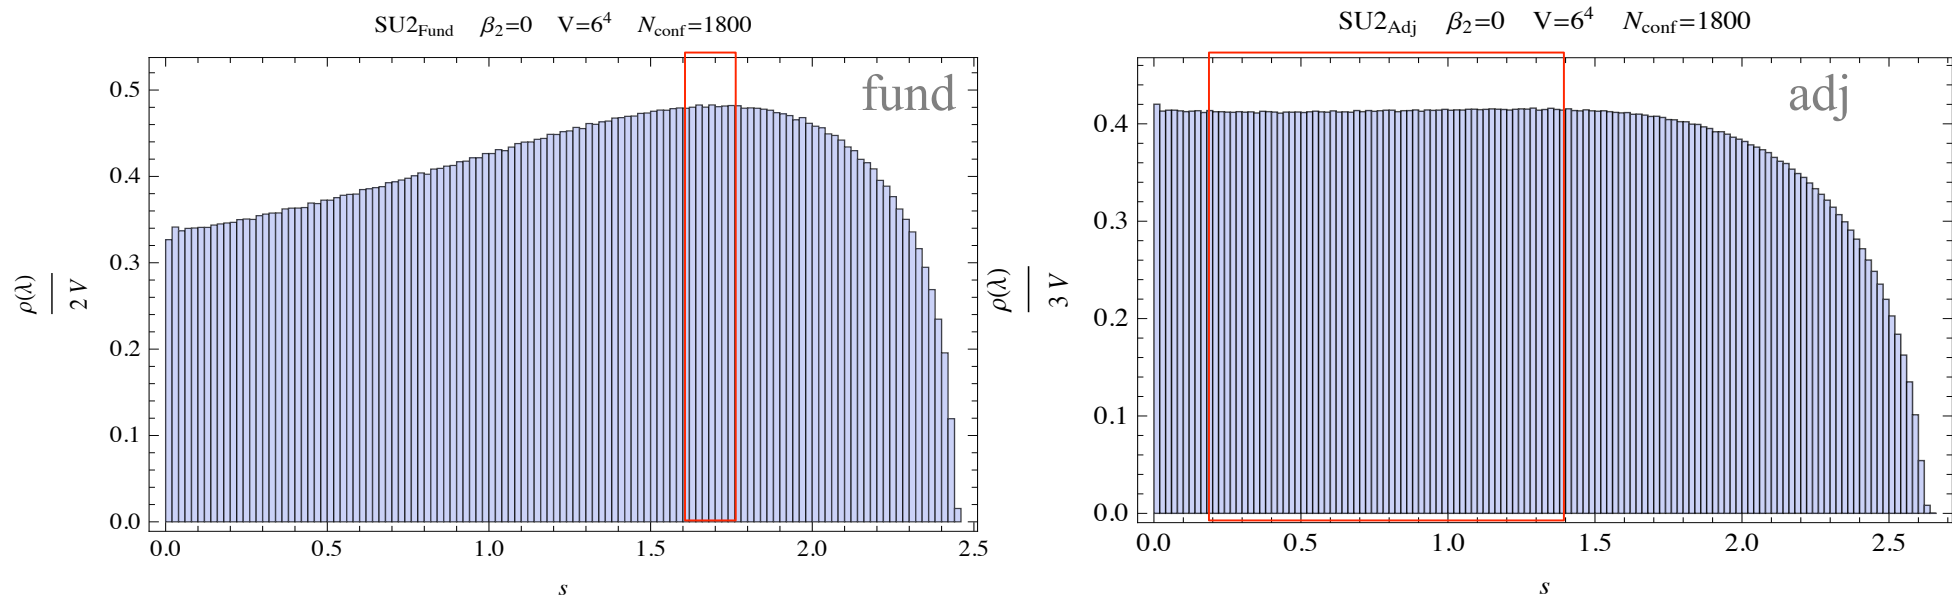 SU2Fund β2=0 V=6^4 Nconf=1800
fund
0.5
0.4
0.3
0.2
0.1
0.0
ρ(λ)
2 V
0.0 0.5 1.0 1.5 2.0 2.5
s
SU2Adj β2=0 V=6^4 Nconf=1800
adj
0.4
0.3
0.2
0.1
0.0
ρ(λ)
3 V
0.0 0.5 1.0 1.5 2.0 2.5
s